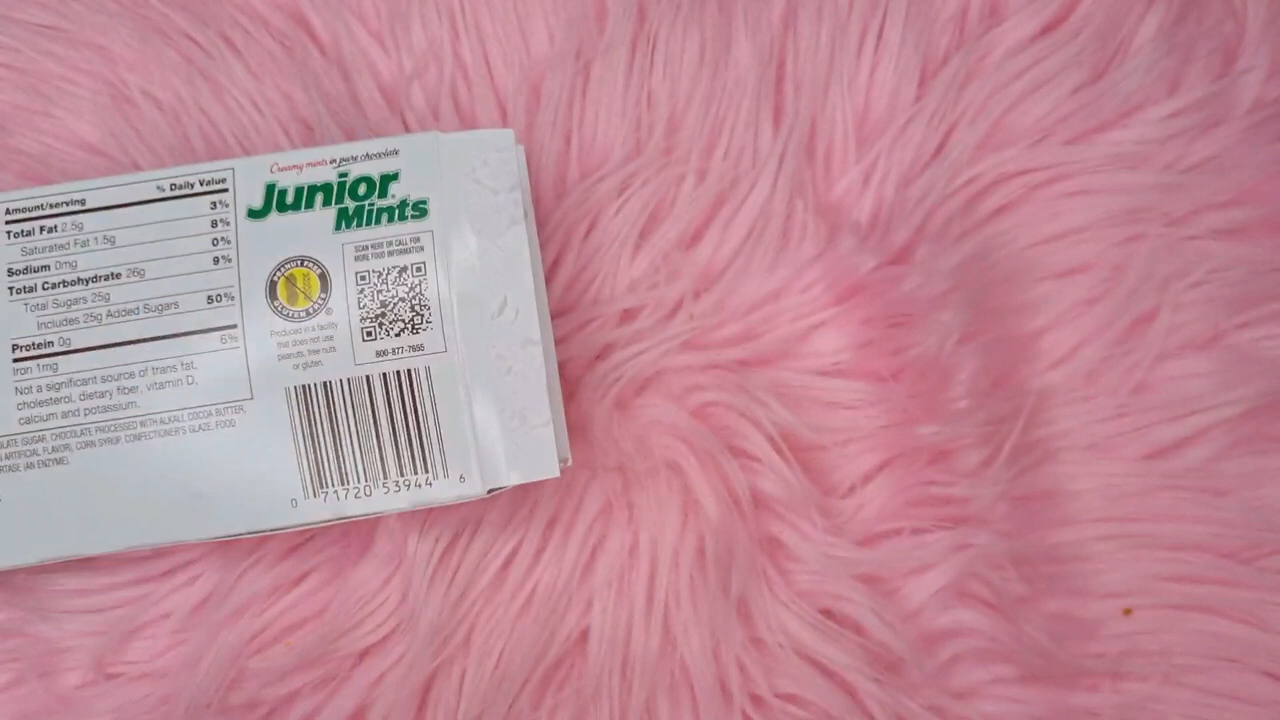 % Daily Value
Amount/serving
Total Fat 2.5g 3%
Saturated Fat 1.5g 8%
Sodium 0mg 0%
Total Carbohydrate 26g 9%
Total Sugars 25g
Includes 25g Added Sugars 50%
Protein 0g
Iron 1mg 6%
Not a significant source of trans fat,
cholesterol, dietary fiber, vitamin D,
calcium and potassium.
(SUGAR, CHOCOLATE PROCESSED WITH ALKALI, COCOA BUTTER,
ARTIFICIAL FLAVOR), CORN SYRUP, CONFECTIONER'S GLAZE, FOOD
(AN ENZYME).
Creamy mints in pure chocolate
Junior
Mints
PEANUT FREE
GLUTEN FREE
Produced in a facility
that does not use
peanuts, tree nuts
or gluten.
SCAN HERE OR CALL FOR
MORE FOOD INFORMATION
800-877-7655
0 71720 53944 6